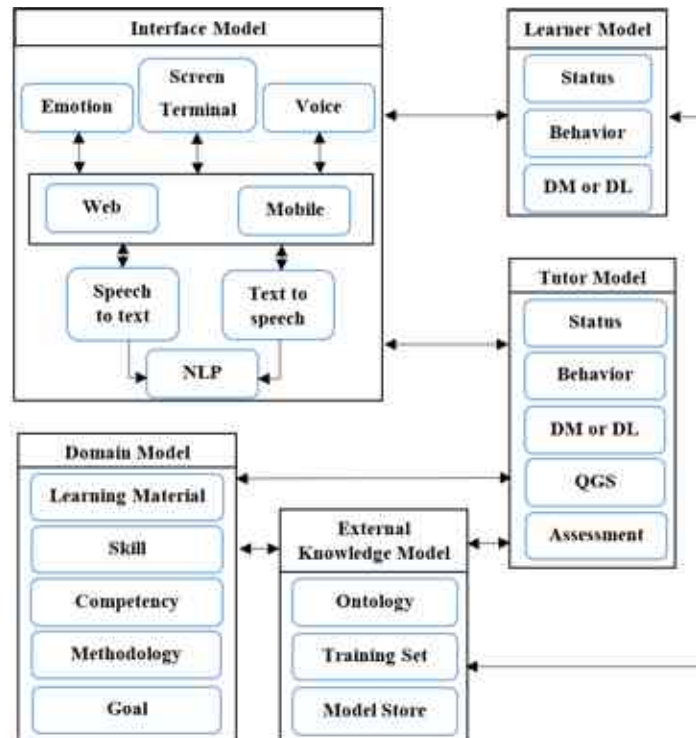 Interface Model
Emotion
Screen
Terminal
Voice
Web
Mobile
Speech
to text
Text to
speech
NLP
Learner Model
Status
Behavior
DM or DL
Tutor Model
Status
Behavior
DM or DL
QGS
Assessment
Domain Model
Learning Material
Skill
Competency
Methodology
Goal
External
Knowledge Model
Ontology
Training Set
Model Store